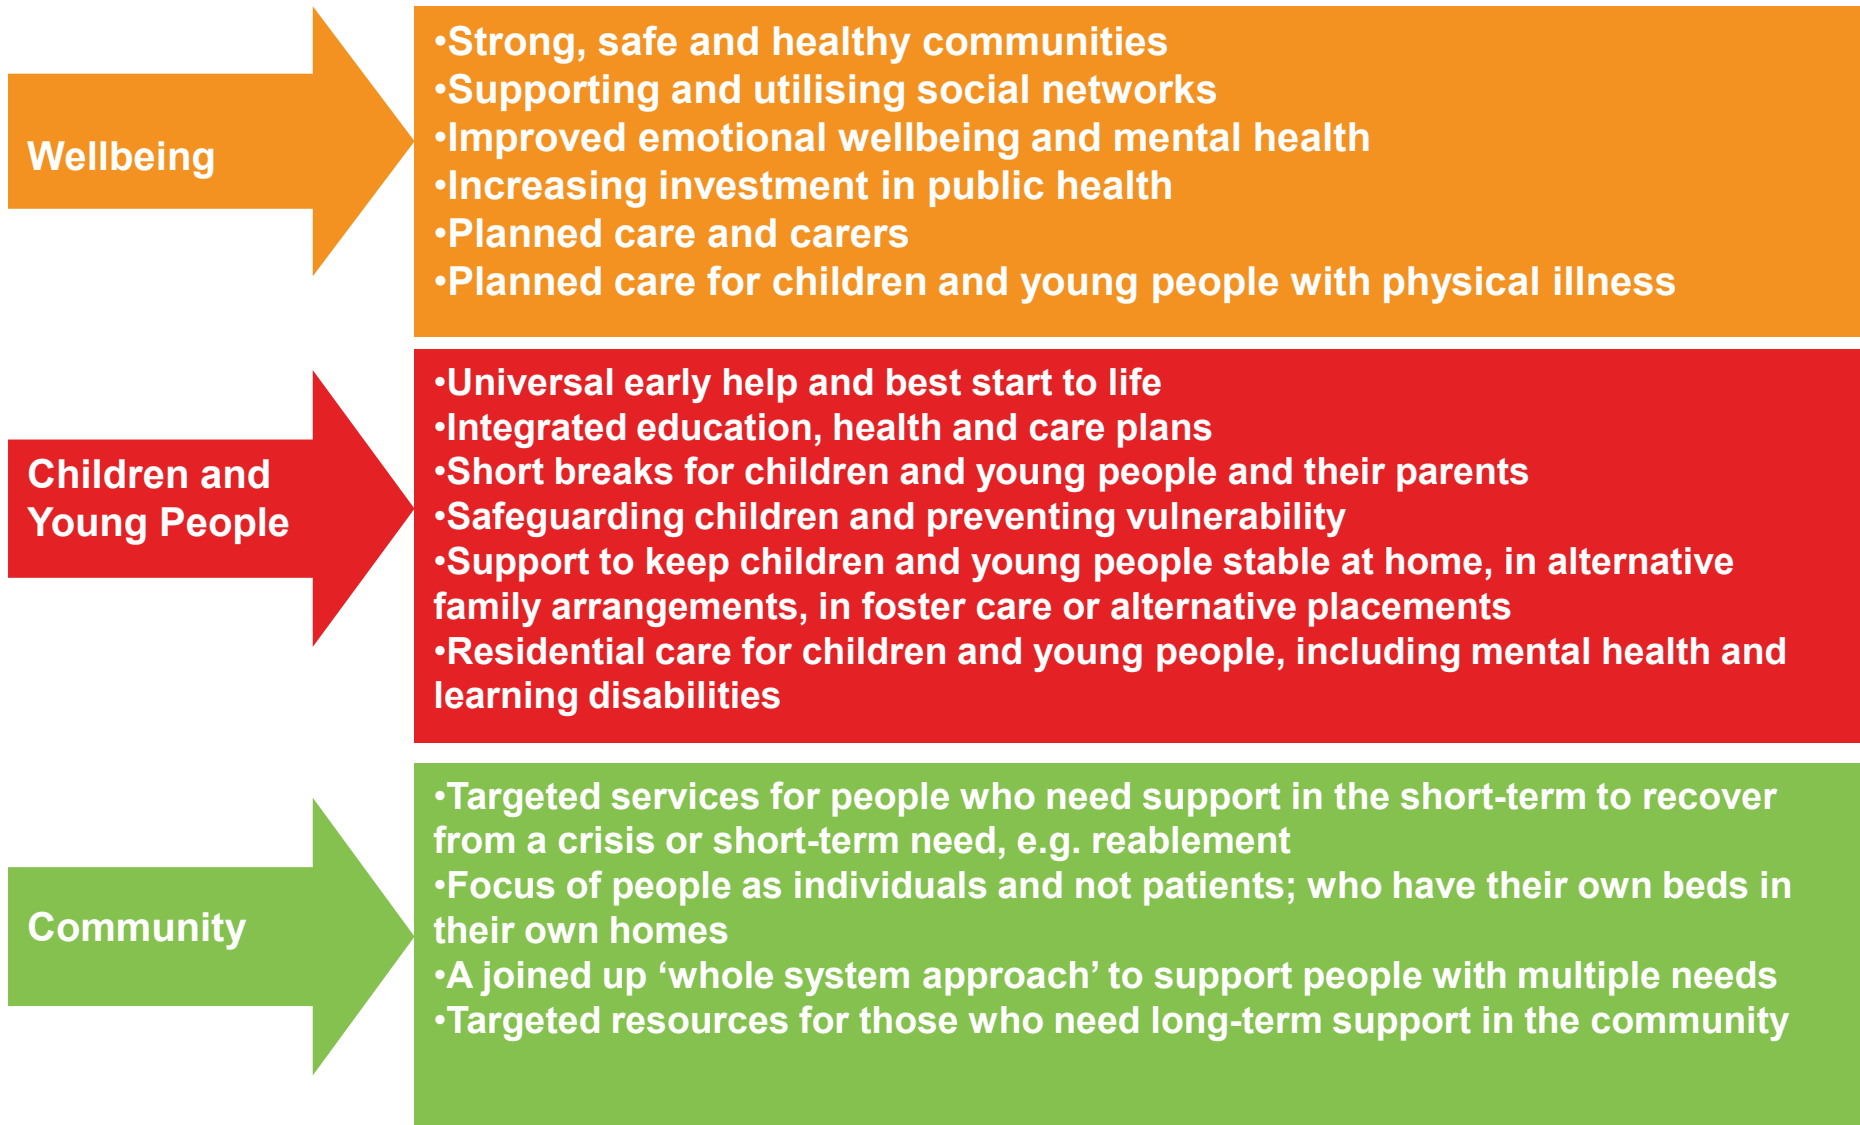 Wellbeing
•Strong, safe and healthy communities
•Supporting and utilising social networks
•Improved emotional wellbeing and mental health
•Increasing investment in public health
•Planned care and carers
•Planned care for children and young people with physical illness
Children and
Young People
•Universal early help and best start to life
•Integrated education, health and care plans
•Short breaks for children and young people and their parents
•Safeguarding children and preventing vulnerability
•Support to keep children and young people stable at home, in alternative
family arrangements, in foster care or alternative placements
•Residential care for children and young people, including mental health and
learning disabilities
Community
•Targeted services for people who need support in the short-term to recover
from a crisis or short-term need, e.g. reablement
•Focus of people as individuals and not patients; who have their own beds in
their own homes
•A joined up ‘whole system approach’ to support people with multiple needs
•Targeted resources for those who need long-term support in the community